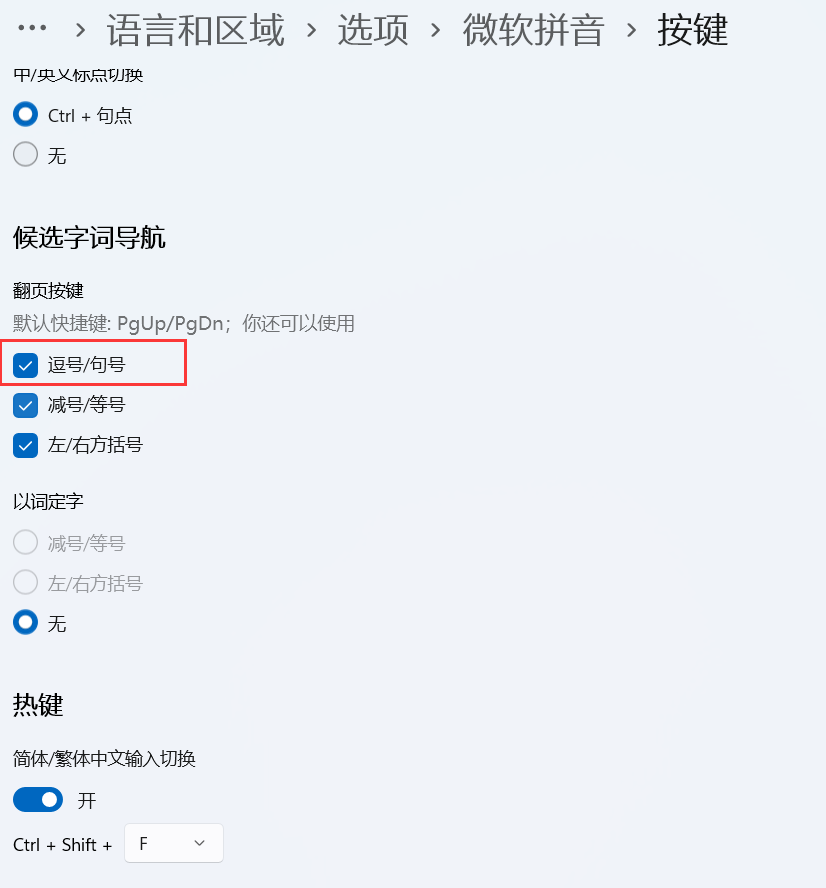 ··· > 语言和区域 > 选项 > 微软拼音 > 按键
中/英文标点切换
Ctrl + 句点
无
候选字词导航
翻页按键
默认快捷键: PgUp/PgDn；你还可以使用
逗号/句号
减号/等号
左/右方括号
以词定字
减号/等号
左/右方括号
无
热键
简体/繁体中文输入切换
开
Ctrl + Shift + F